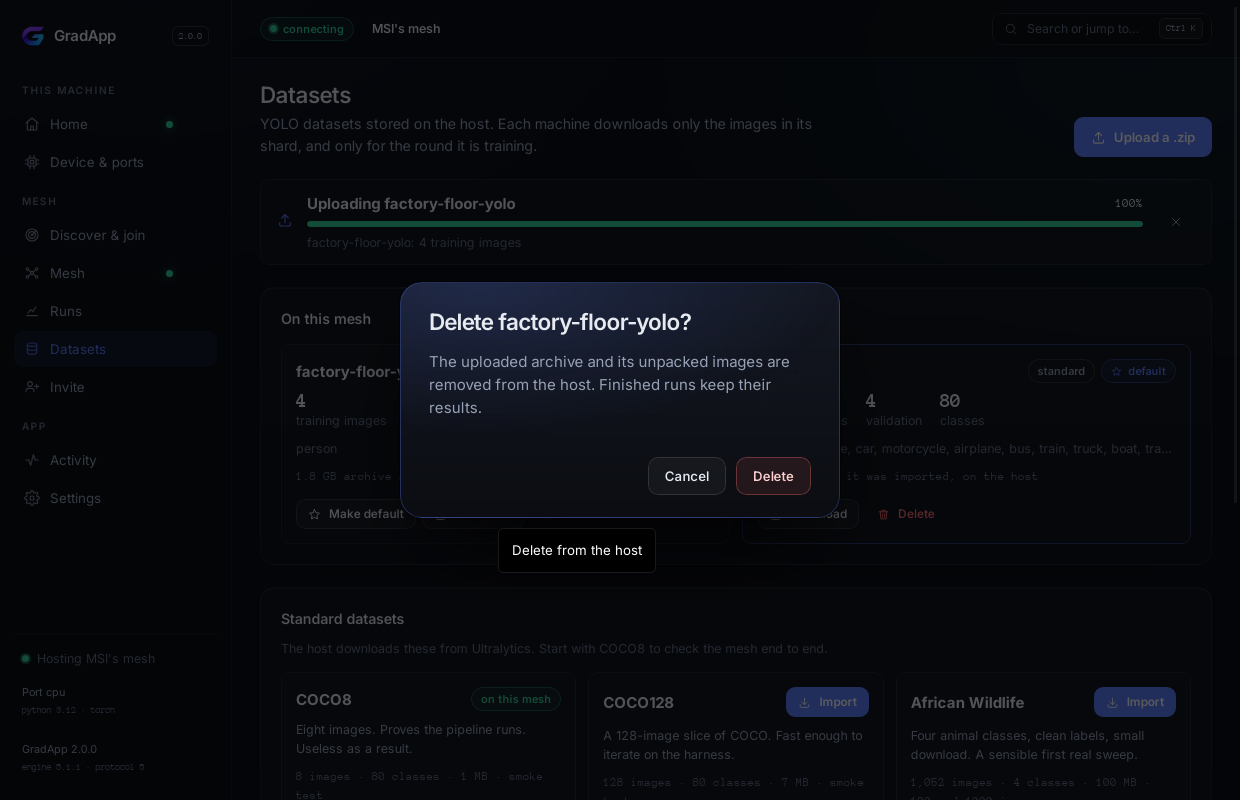 GradApp
2.0.0
THIS MACHINE
Home
Device & ports
MESH
Discover & join
Mesh
Runs
Datasets
Invite
APP
Activity
Settings
Hosting MSI's mesh
Port cpu
python 3.12 · torch
GradApp 2.0.0
engine 5.1.1 · protocol 5
connecting
MSI's mesh
Search or jump to...
Ctrl K
Datasets
YOLO datasets stored on the host. Each machine downloads only the images in its
shard, and only for the round it is training.
Upload a .zip
Uploading factory-floor-yolo
100%
factory-floor-yolo: 4 training images
On this mesh
factory-floor-y
4
training images
person
1.8 GB archive
Make default
standard
default
4
validation
80
classes
e, car, motorcycle, airplane, bus, train, truck, boat, tra...
it was imported, on the host
Delete
Delete factory-floor-yolo?
The uploaded archive and its unpacked images are
removed from the host. Finished runs keep their
results.
Cancel
Delete
Delete from the host
Standard datasets
The host downloads these from Ultralytics. Start with COCO8 to check the mesh end to end.
COCO8
on this mesh
Eight images. Proves the pipeline runs.
Useless as a result.
8 images · 80 classes · 1 MB · smoke
test
COCO128
Import
A 128-image slice of COCO. Fast enough to
iterate on the harness.
128 images · 80 classes · 7 MB · smoke
African Wildlife
Import
Four animal classes, clean labels, small
download. A sensible first real sweep.
1,052 images · 4 classes · 100 MB ·